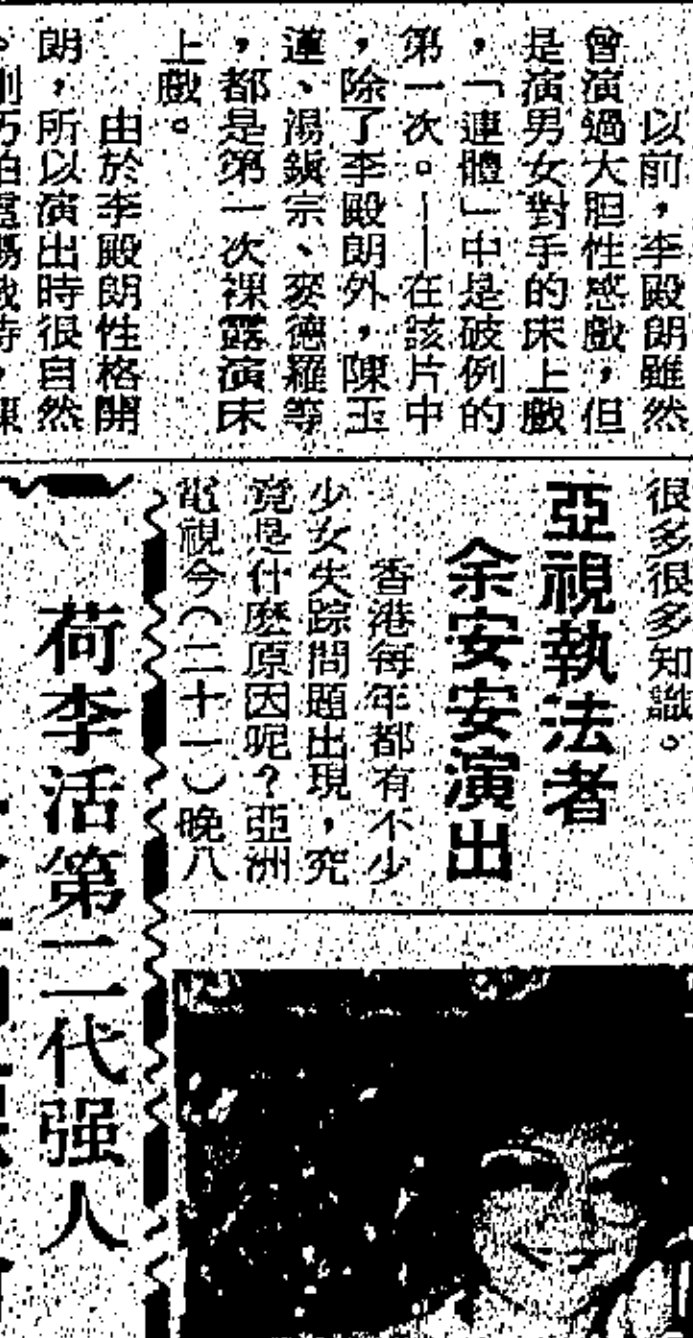 以前,李殿朗雖然
曾演過大胆性感戲,但
是演男女對手的床上戲
,「連體」中是破例的
第一次。——在該片中
,除了李殿朗外,陳玉
蓮、湯鎮宗、麥德羅等
,都是第一次裸露演床
上戲。
由於李殿朗性格開
朗,所以演出時很自然
很多很多知識。
亞視執法者
余安安演出
香港每年都有不少
少女失踪問題出現,究
竟是什麽原因呢?亞洲
電視今(二十一)晚八
荷李活第二代强人